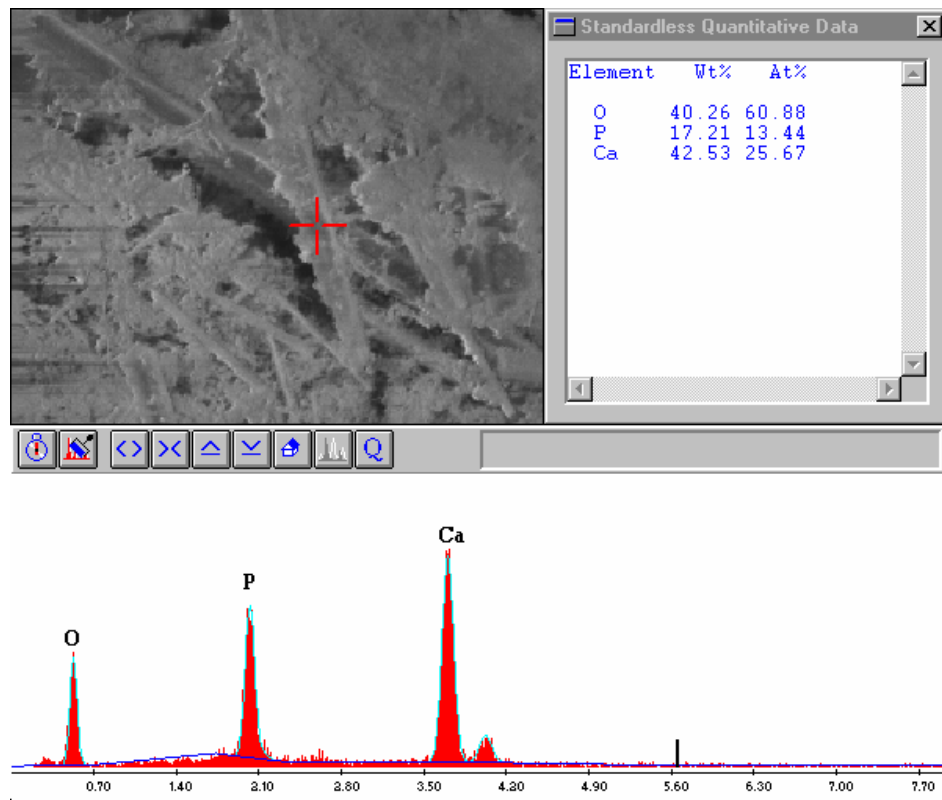 Standardless Quantitative Data
Element Wt% At%
O 40.26 60.88
P 17.21 13.44
Ca 42.53 25.67
Q
Ca
P
O
0.70 1.40 2.10 2.80 3.50 4.20 4.90 5.60 6.30 7.00 7.70